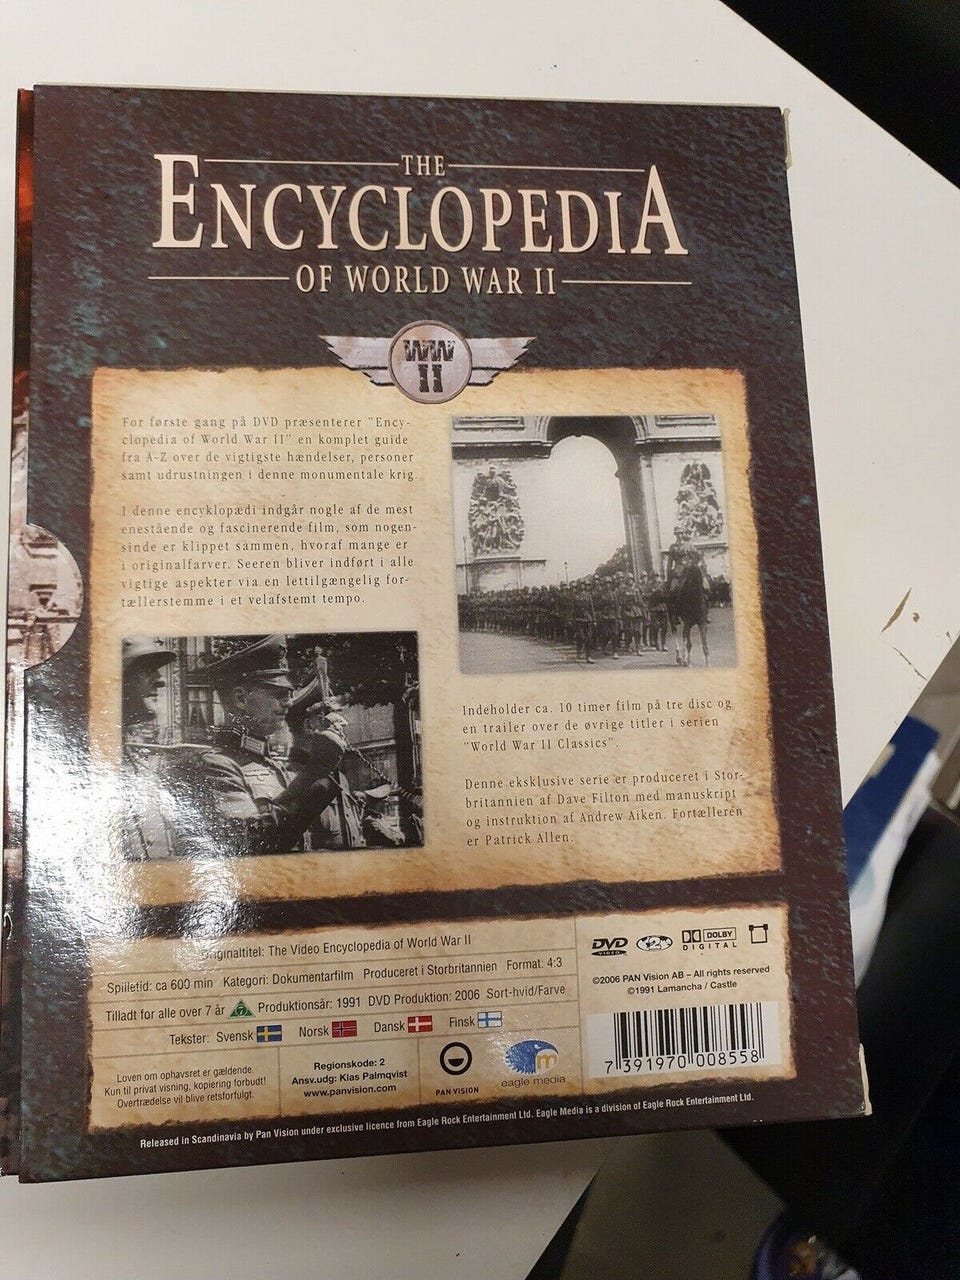 THE
ENCYCLOPEDIA
OF WORLD WAR II
WW
II
For første gang på DVD præsenterer "Ency-
clopedia of World War II" en komplet guide
fra A-Z over de vigtigste hændelser, personer
samt udrustningen i denne monumentale krig.
I denne encyklopædi indgår nogle af de mest
enestående og fascinerende film, som nogen-
sinde er klippet sammen, hvoraf mange er
i originalfarver. Seeren bliver indført i alle
vigtige aspekter via en lettilgængelig for-
tællerstemme i et velafstemt tempo.
Indeholder ca. 10 timer film på tre disc og
en trailer over de øvrige titler i serien
"World War II Classics".
Denne eksklusive serie er produceret i Stor-
britannien af Dave Filton med manuskript
og instruktion af Andrew Aiken. Fortælleren
er Patrick Allen.
Originaltitel: The Video Encyclopedia of World War II
Spilletid: ca 600 min Kategori: Dokumentarfilm Produceret i Storbritannien Format: 4:3
Tilladt for alle over 7 år 7 Produktionsår: 1991 DVD Produktion: 2006 Sort-hvid/Farve
Tekster: Svensk Norsk Dansk Finsk
Loven om ophavsret er gældende.
Kun til privat visning, kopiering forbudt!
Overtrædelse vil blive retsforfulgt.
Regionskode: 2
Ansv.udg: Klas Palmqvist
www.panvision.com
PAN VISION
m
eagle media
DVD
VIDEO
2
DOLBY
DIGITAL
©2006 PAN Vision AB – All rights reserved
©1991 Lamancha / Castle
7 391970 008558
Released in Scandinavia by Pan Vision under exclusive licence from Eagle Rock Entertainment Ltd. Eagle Media is a division of Eagle Rock Entertainment Ltd.